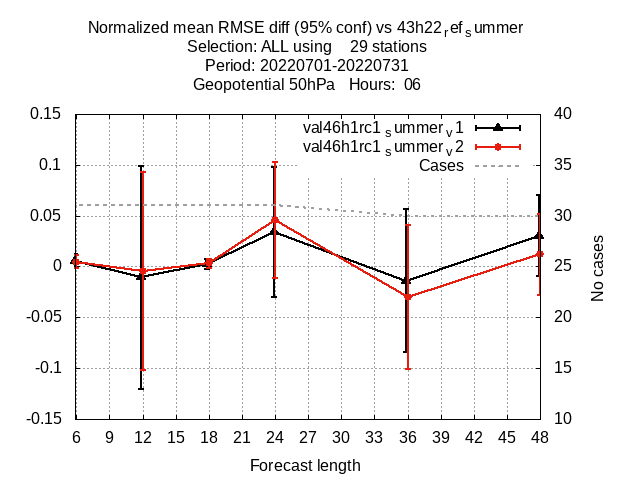 Normalized mean RMSE diff (95% conf) vs 43h22refsummer
Selection: ALL using 29 stations
Period: 20220701-20220731
Geopotential 50hPa Hours: 06
0.15
0.1
0.05
0
-0.05
-0.1
-0.15
val46h1rc1summerv1
val46h1rc1summerv2
Cases
40
35
30
25
20
15
10
No cases
6 9 12 15 18 21 24 27 30 33 36 39 42 45 48
Forecast length